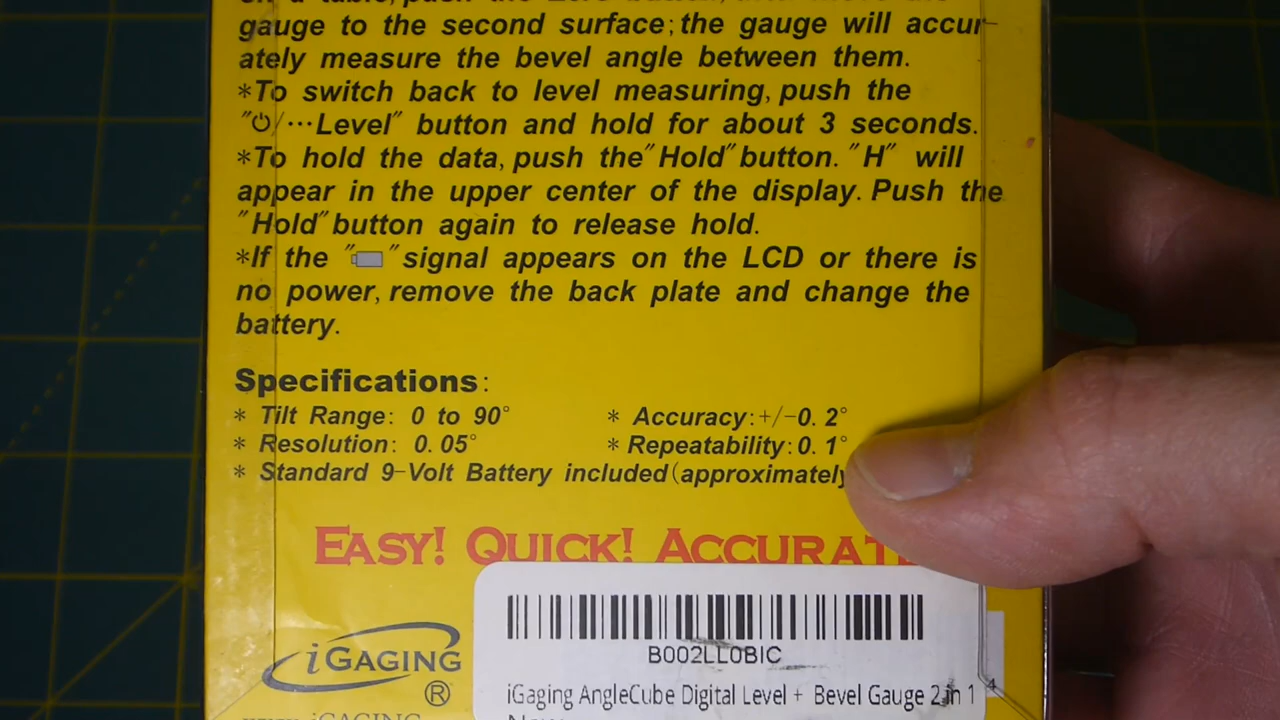 gauge to the second surface; the gauge will accur-
ately measure the bevel angle between them.
*To switch back to level measuring, push the
"⏻/···Level" button and hold for about 3 seconds.
*To hold the data, push the "Hold" button. "H" will
appear in the upper center of the display. Push the
"Hold" button again to release hold.
*If the " " signal appears on the LCD or there is
no power, remove the back plate and change the
battery.
Specifications:
* Tilt Range: 0 to 90° * Accuracy:+/-0.2°
* Resolution: 0.05° * Repeatability:0.1°
* Standard 9-Volt Battery included (approximately
EASY! QUICK! ACCURAT
B002LL0BIC
iGAGING®
iGaging AngleCube Digital Level + Bevel Gauge 2 in 1